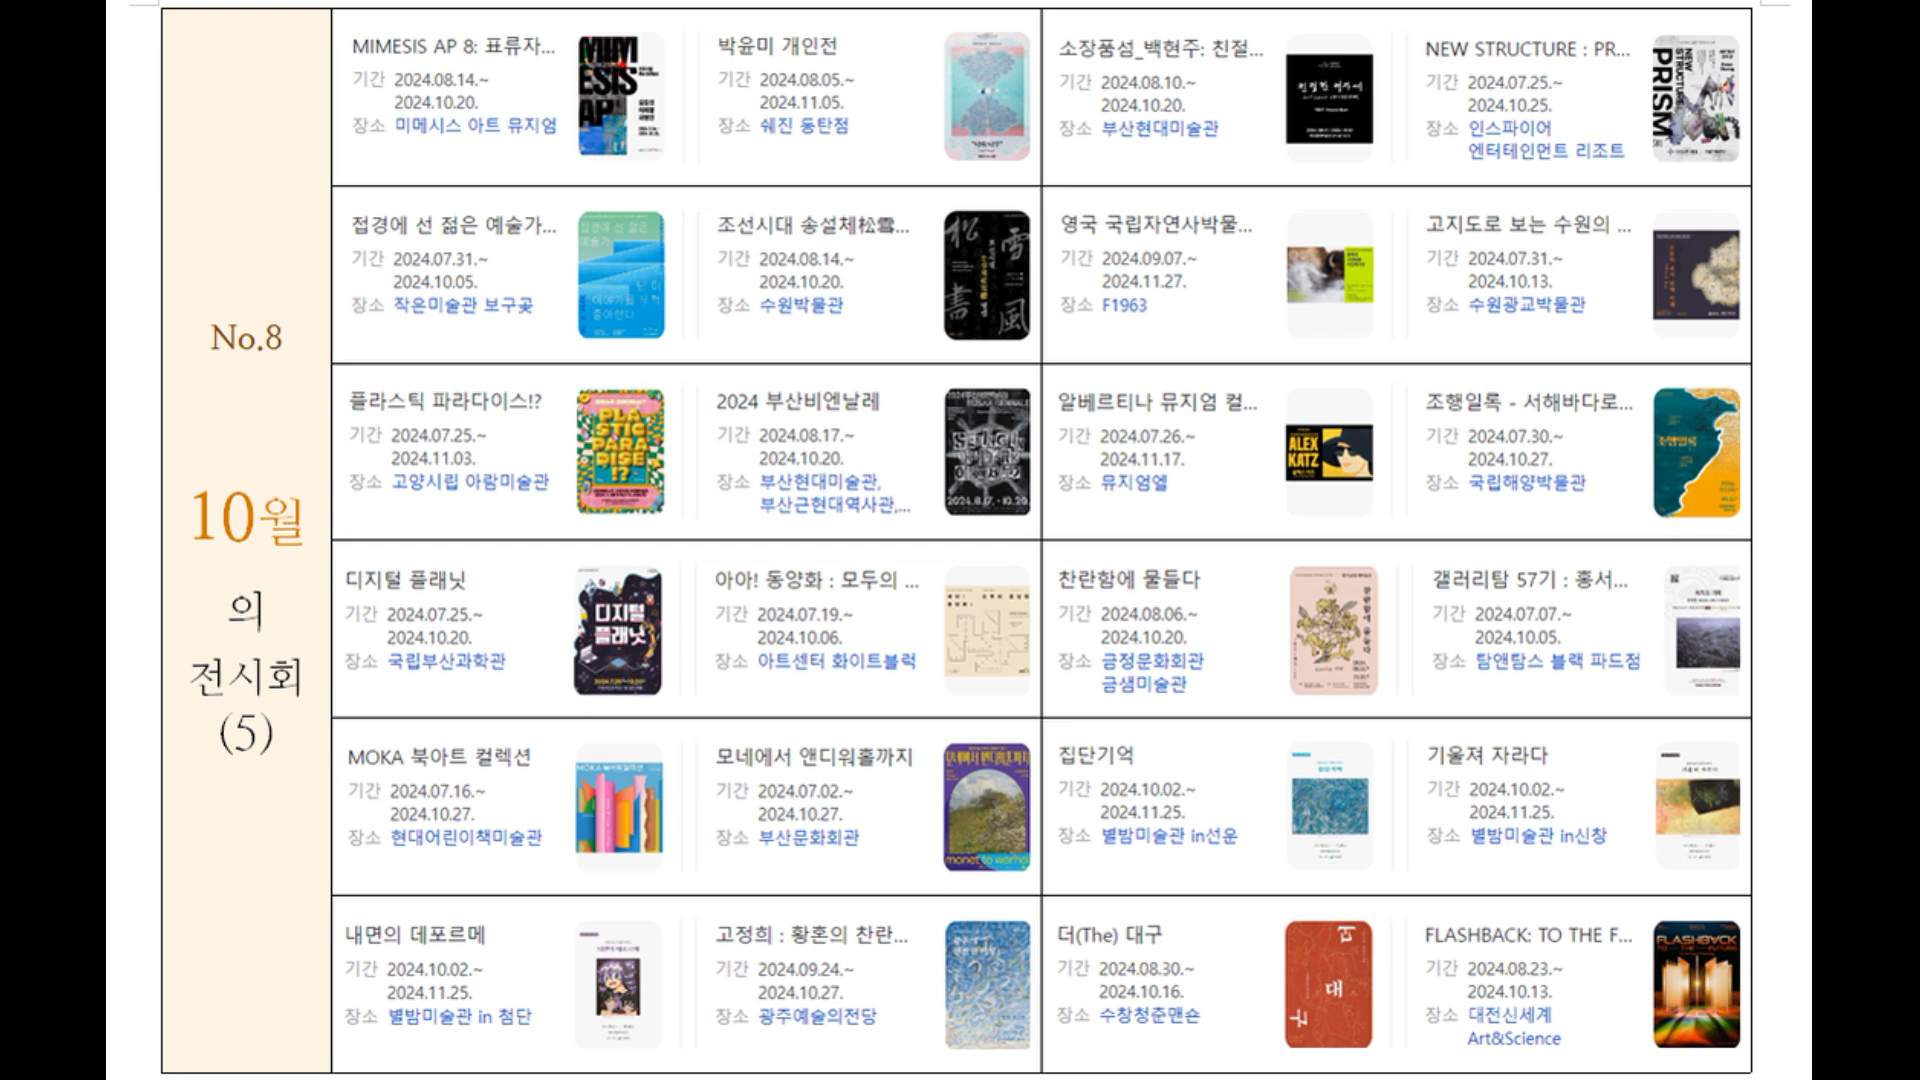 No.8
10월
의
전시회
(5)
MIMESIS AP 8: 표류자...
기간 2024.08.14.~
2024.10.20.
장소 미메시스 아트 뮤지엄
박윤미 개인전
기간 2024.08.05.~
2024.11.05.
장소 쉐진 동탄점
소장품섬_백현주: 친절...
기간 2024.08.10.~
2024.10.20.
장소 부산현대미술관
NEW STRUCTURE : PR...
기간 2024.07.25.~
2024.10.25.
장소 인스파이어
엔터테인먼트 리조트
접경에 선 젊은 예술가...
기간 2024.07.31.~
2024.10.05.
장소 작은미술관 보구곶
조선시대 송설체松雪...
기간 2024.08.14.~
2024.10.20.
장소 수원박물관
영국 국립자연사박물...
기간 2024.09.07.~
2024.11.27.
장소 F1963
고지도로 보는 수원의 ...
기간 2024.07.31.~
2024.10.13.
장소 수원광교박물관
플라스틱 파라다이스!?
기간 2024.07.25.~
2024.11.03.
장소 고양시립 아람미술관
PLA
STIC
PARA
DISE
!?
2024 부산비엔날레
기간 2024.08.17.~
2024.10.20.
장소 부산현대미술관,
부산근현대역사관,...
알베르티나 뮤지엄 컬...
기간 2024.07.26.~
2024.11.17.
장소 뮤지엄엘
ALEX
KATZ
조행일록 - 서해바다로...
기간 2024.07.30.~
2024.10.27.
장소 국립해양박물관
조행일록
디지털 플래닛
기간 2024.07.25.~
2024.10.20.
장소 국립부산과학관
디지털
플래닛
아아! 동양화 : 모두의 ...
기간 2024.07.19.~
2024.10.06.
장소 아트센터 화이트블럭
찬란함에 물들다
기간 2024.08.06.~
2024.10.20.
장소 금정문화회관
금샘미술관
갤러리탐 57기 : 홍서...
기간 2024.07.07.~
2024.10.05.
장소 탐앤탐스 블랙 파드점
MOKA 북아트 컬렉션
기간 2024.07.16.~
2024.10.27.
장소 현대어린이책미술관
모네에서 앤디워홀까지
기간 2024.07.02.~
2024.10.27.
장소 부산문화회관
monet to warhol
집단기억
기간 2024.10.02.~
2024.11.25.
장소 별밤미술관 in선운
기울져 자라다
기간 2024.10.02.~
2024.11.25.
장소 별밤미술관 in신창
내면의 데포르메
기간 2024.10.02.~
2024.11.25.
장소 별밤미술관 in 첨단
고정희 : 황혼의 찬란...
기간 2024.09.24.~
2024.10.27.
장소 광주예술의전당
더(The) 대구
기간 2024.08.30.~
2024.10.16.
장소 수창청춘맨숀
더
대
구
FLASHBACK: TO THE F...
기간 2024.08.23.~
2024.10.13.
장소 대전신세계
Art&Science
FLASHBACK